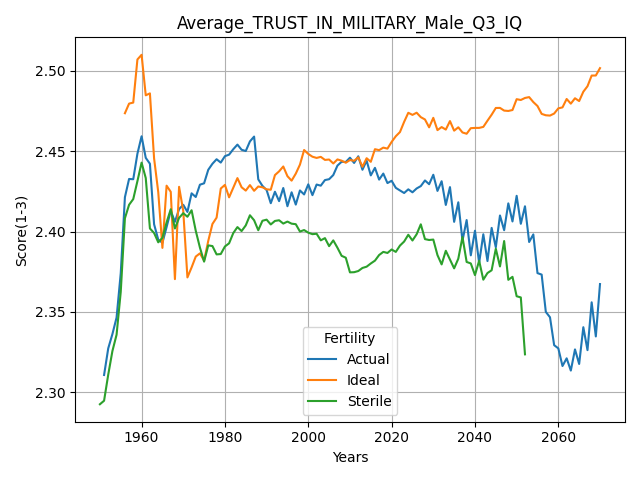 Average_TRUST_IN_MILITARY_Male_Q3_IQ
Score(1-3)
2.50
2.45
2.40
2.35
2.30
Fertility
Actual
Ideal
Sterile
1960 1980 2000 2020 2040 2060
Years